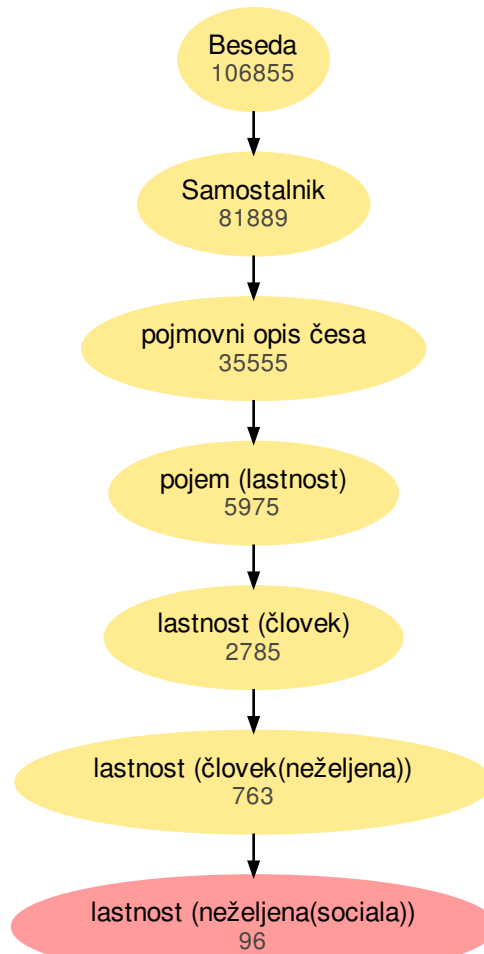 Beseda
106855
Samostalnik
81889
pojmovni opis česa
35555
pojem (lastnost)
5975
lastnost (človek)
2785
lastnost (človek(neželjena))
763
lastnost (neželjena(sociala))
96